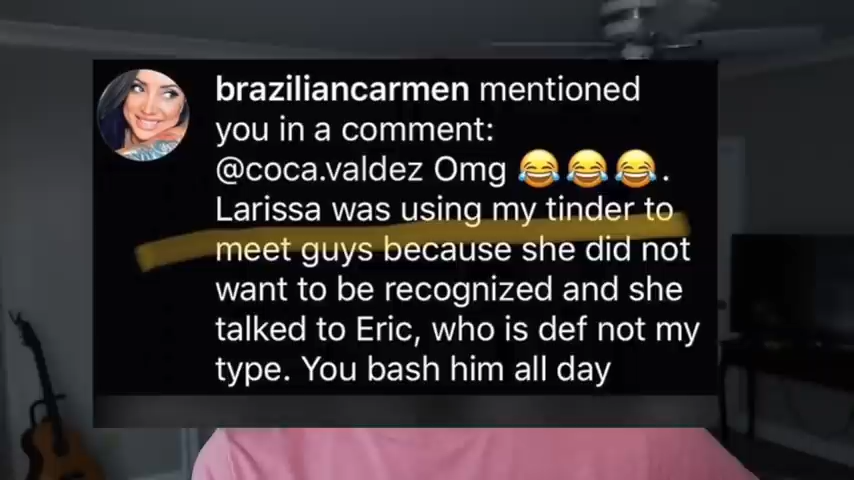 braziliancarmen mentioned
you in a comment:
@coca.valdez Omg 😂😂😂.
Larissa was using my tinder to
meet guys because she did not
want to be recognized and she
talked to Eric, who is def not my
type. You bash him all day